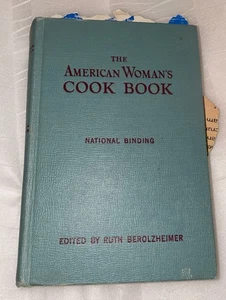 THE
AMERICAN WOMAN'S
COOK BOOK
NATIONAL BINDING
EDITED BY RUTH BEROLZHEIMER